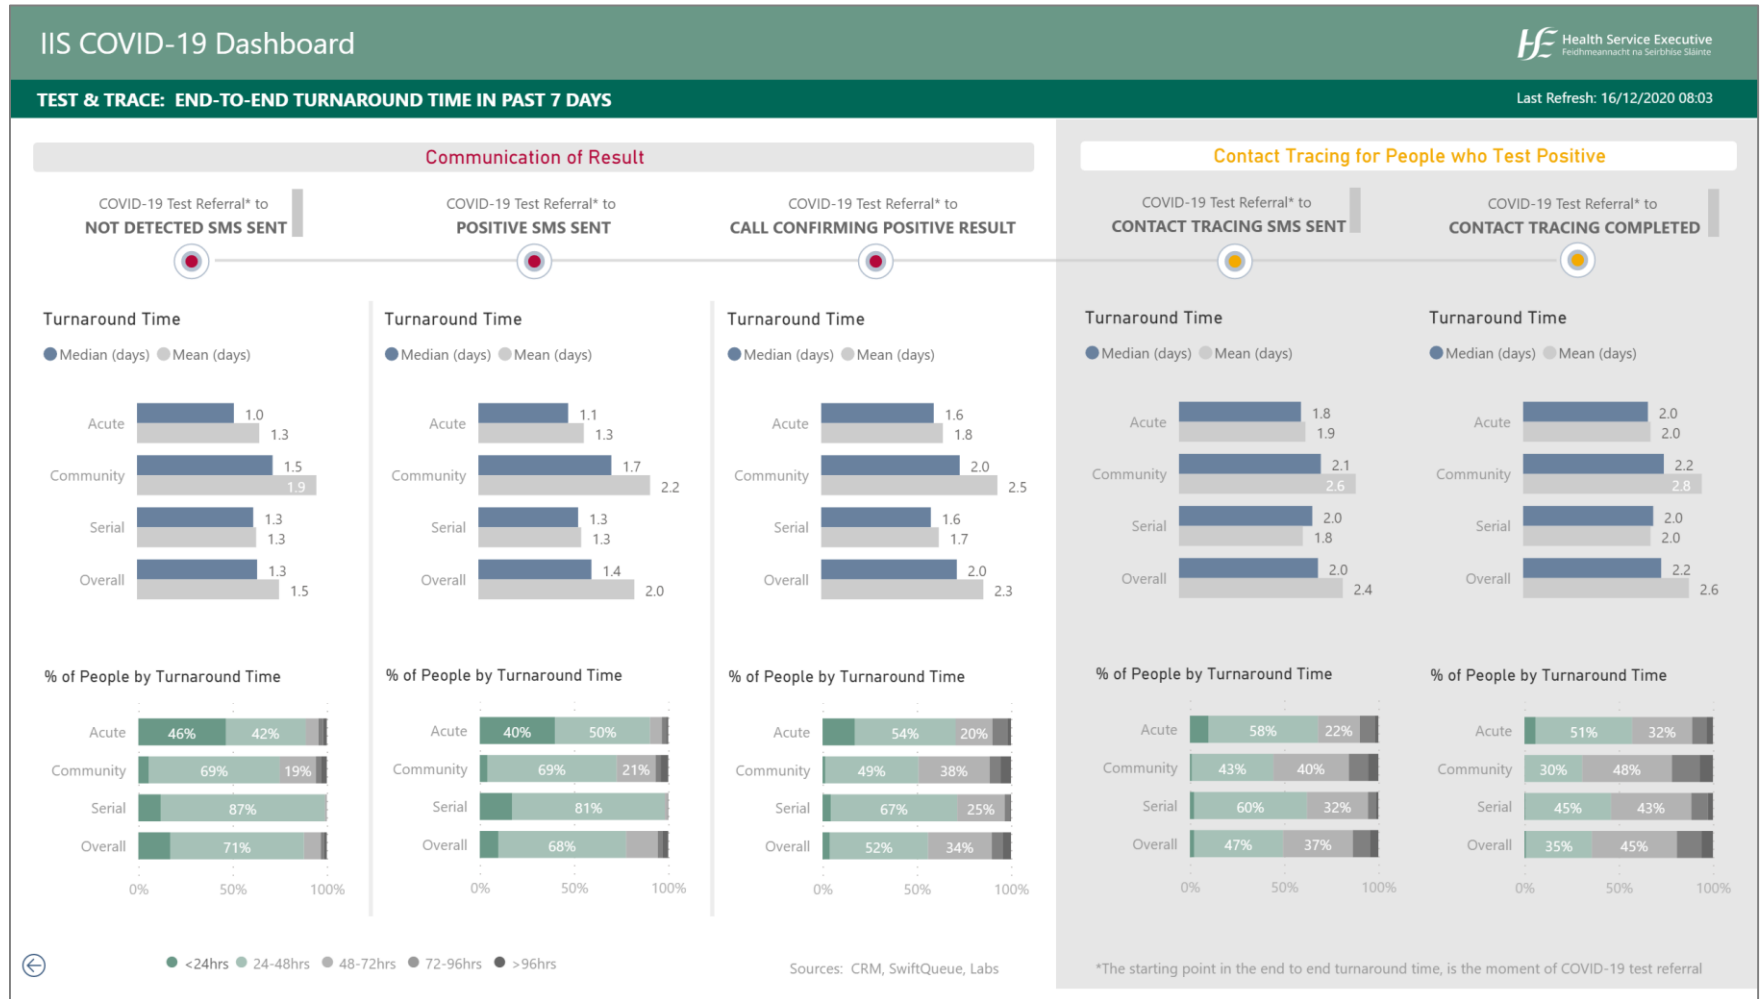 IIS COVID-19 Dashboard
Health Service Executive
Feidhmeannacht na Seirbhíse Sláinte
TEST & TRACE: END-TO-END TURNAROUND TIME IN PAST 7 DAYS
Last Refresh: 16/12/2020 08:03
Communication of Result
COVID-19 Test Referral* to
NOT DETECTED SMS SENT
COVID-19 Test Referral* to
POSITIVE SMS SENT
COVID-19 Test Referral* to
CALL CONFIRMING POSITIVE RESULT
Turnaround Time
Median (days) Mean (days)
Acute 1.0
1.3
Community 1.5
1.9
Serial 1.3
1.3
Overall 1.3
1.5
Turnaround Time
Median (days) Mean (days)
Acute 1.1
1.3
Community 1.7
2.2
Serial 1.3
1.3
Overall 1.4
2.0
Turnaround Time
Median (days) Mean (days)
Acute 1.6
1.8
Community 2.0
2.5
Serial 1.6
1.7
Overall 2.0
2.3
% of People by Turnaround Time
Acute 46% 42%
Community 69% 19%
Serial 87%
Overall 71%
0% 50% 100%
% of People by Turnaround Time
Acute 40% 50%
Community 69% 21%
Serial 81%
Overall 68%
0% 50% 100%
% of People by Turnaround Time
Acute 54% 20%
Community 49% 38%
Serial 67% 25%
Overall 52% 34%
0% 50% 100%
<24hrs 24-48hrs 48-72hrs 72-96hrs >96hrs
Sources: CRM, SwiftQueue, Labs
Contact Tracing for People who Test Positive
COVID-19 Test Referral* to
CONTACT TRACING SMS SENT
COVID-19 Test Referral* to
CONTACT TRACING COMPLETED
Turnaround Time
Median (days) Mean (days)
Acute 1.8
1.9
Community 2.1
2.6
Serial 2.0
1.8
Overall 2.0
2.4
Turnaround Time
Median (days) Mean (days)
Acute 2.0
2.0
Community 2.2
2.8
Serial 2.0
2.0
Overall 2.2
2.6
% of People by Turnaround Time
Acute 58% 22%
Community 43% 40%
Serial 60% 32%
Overall 47% 37%
0% 50% 100%
% of People by Turnaround Time
Acute 51% 32%
Community 30% 48%
Serial 45% 43%
Overall 35% 45%
0% 50% 100%
*The starting point in the end to end turnaround time, is the moment of COVID-19 test referral